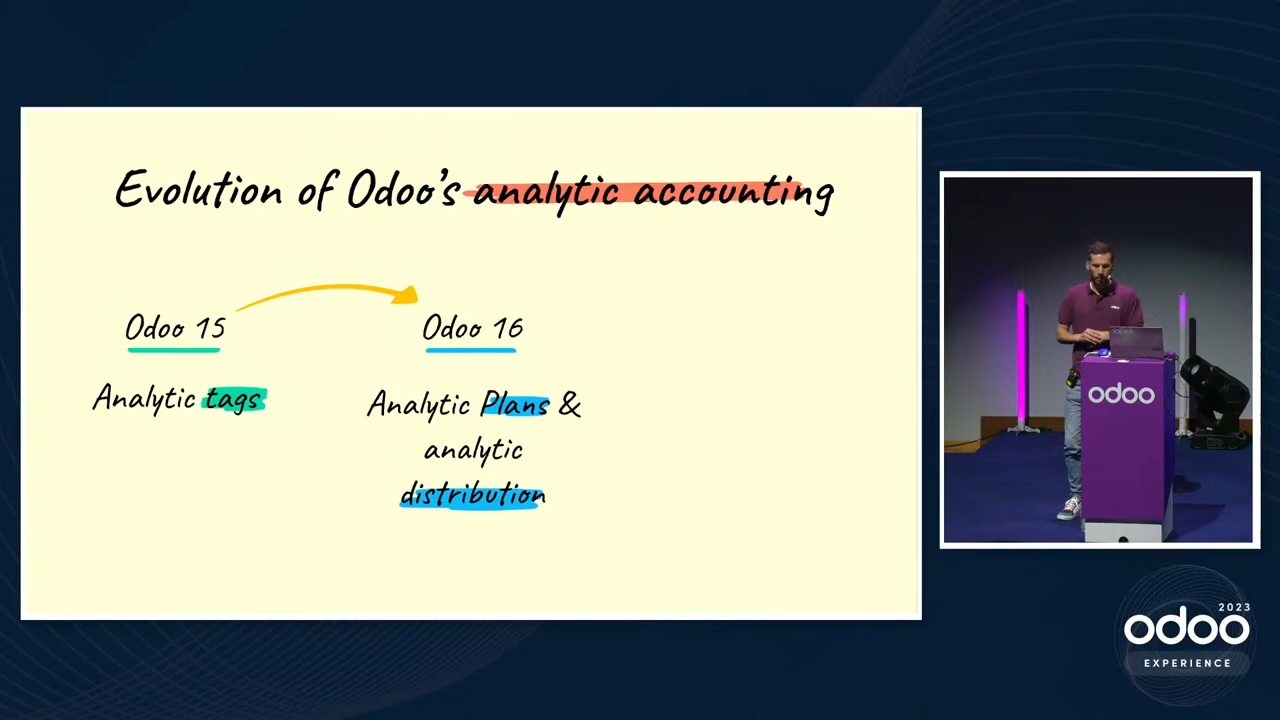 Evolution of Odoo's analytic accounting
Odoo 15
Odoo 16
Analytic tags
Analytic Plans &
analytic
distribution
odoo
2023
odoo
EXPERIENCE